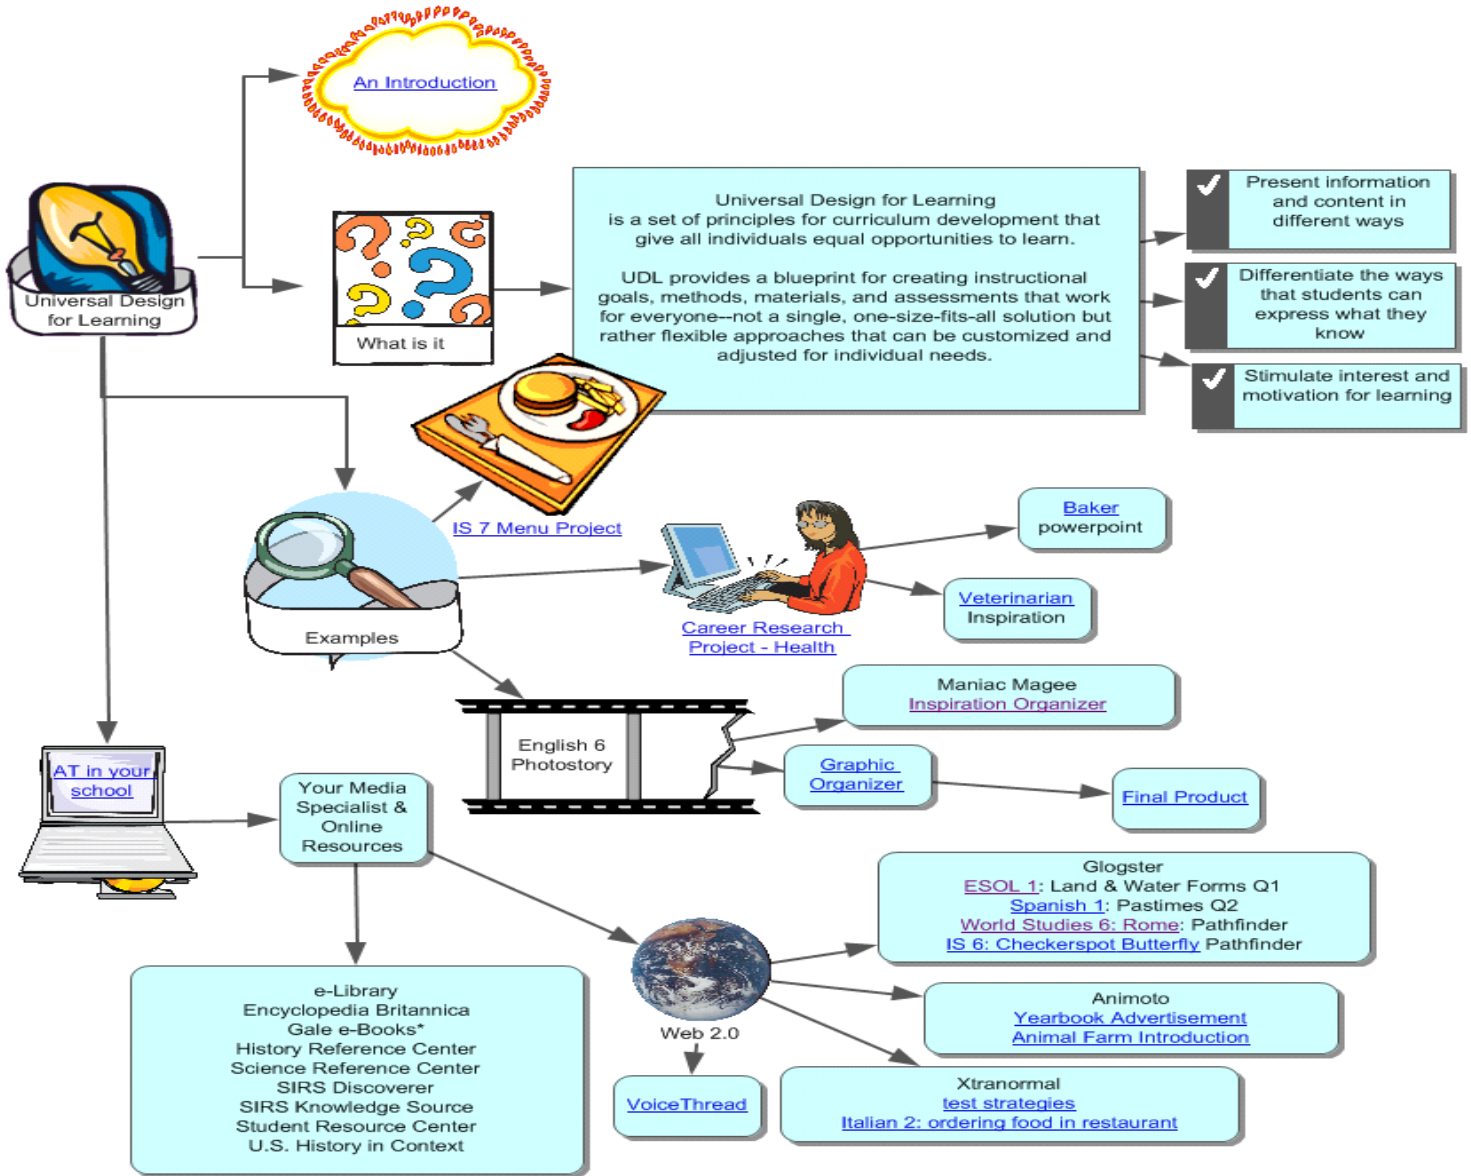 An Introduction
Universal Design
for Learning
What is it
Universal Design for Learning
is a set of principles for curriculum development that
give all individuals equal opportunities to learn.
UDL provides a blueprint for creating instructional
goals, methods, materials, and assessments that work
for everyone--not a single, one-size-fits-all solution but
rather flexible approaches that can be customized and
adjusted for individual needs.
Present information
and content in
different ways
Differentiate the ways
that students can
express what they
know
Stimulate interest and
motivation for learning
IS 7 Menu Project
Examples
Career Research
Project - Health
Baker
powerpoint
Veterinarian
Inspiration
English 6
Photostory
Maniac Magee
Inspiration Organizer
Graphic
Organizer
Final Product
AT in your
school
Your Media
Specialist &
Online
Resources
e-Library
Encyclopedia Britannica
Gale e-Books*
History Reference Center
Science Reference Center
SIRS Discoverer
SIRS Knowledge Source
Student Resource Center
U.S. History in Context
Web 2.0
Glogster
ESOL 1: Land & Water Forms Q1
Spanish 1: Pastimes Q2
World Studies 6: Rome: Pathfinder
IS 6: Checkerspot Butterfly Pathfinder
Animoto
Yearbook Advertisement
Animal Farm Introduction
Xtranormal
test strategies
Italian 2: ordering food in restaurant
VoiceThread